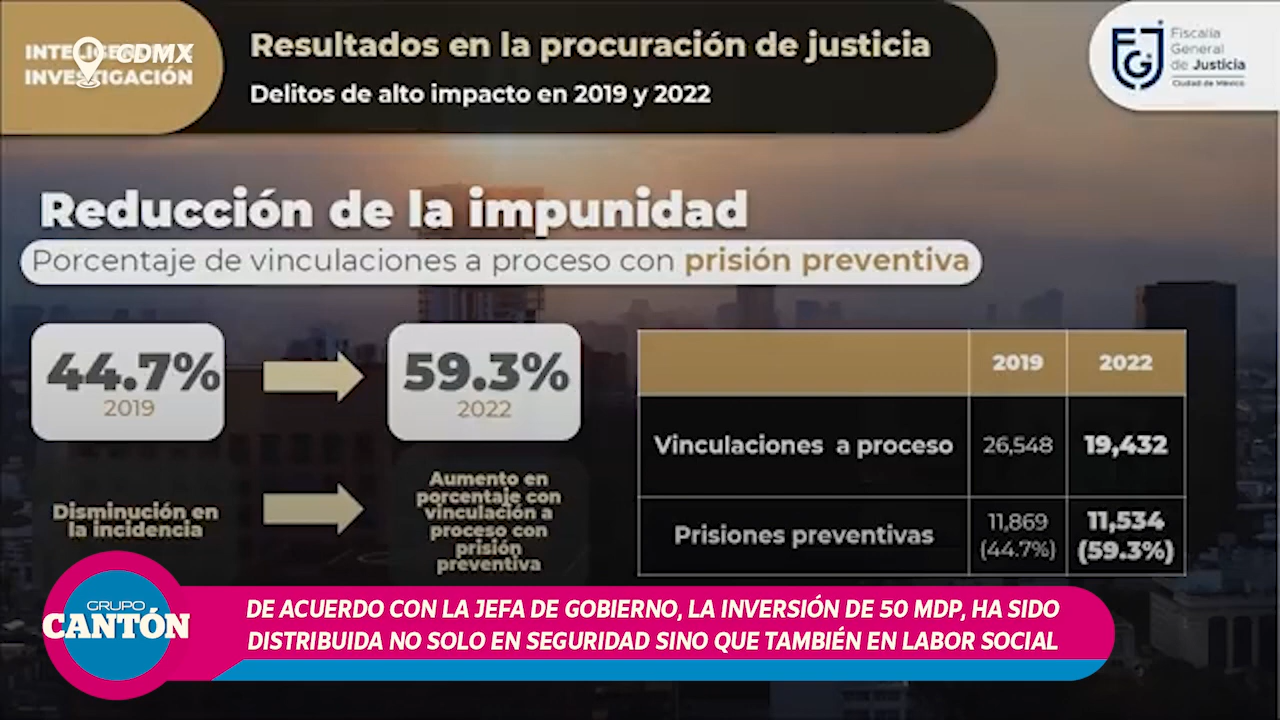 INTELIGENCIA E
INVESTIGACIÓN
CDMX
Resultados en la procuración de justicia
Delitos de alto impacto en 2019 y 2022
FGJ
Fiscalía
General
de Justicia
Ciudad de México
Reducción de la impunidad
Porcentaje de vinculaciones a proceso con prisión preventiva
44.7%
2019
59.3%
2022
Disminución en
la incidencia
Aumento en
porcentaje con
vinculación a
proceso con
prisión
preventiva
2019 2022
Vinculaciones a proceso 26,548 19,432
Prisiones preventivas 11,869 (44.7%) 11,534 (59.3%)
GRUPO
CANTÓN
DE ACUERDO CON LA JEFA DE GOBIERNO, LA INVERSIÓN DE 50 MDP, HA SIDO
DISTRIBUIDA NO SOLO EN SEGURIDAD SINO QUE TAMBIÉN EN LABOR SOCIAL